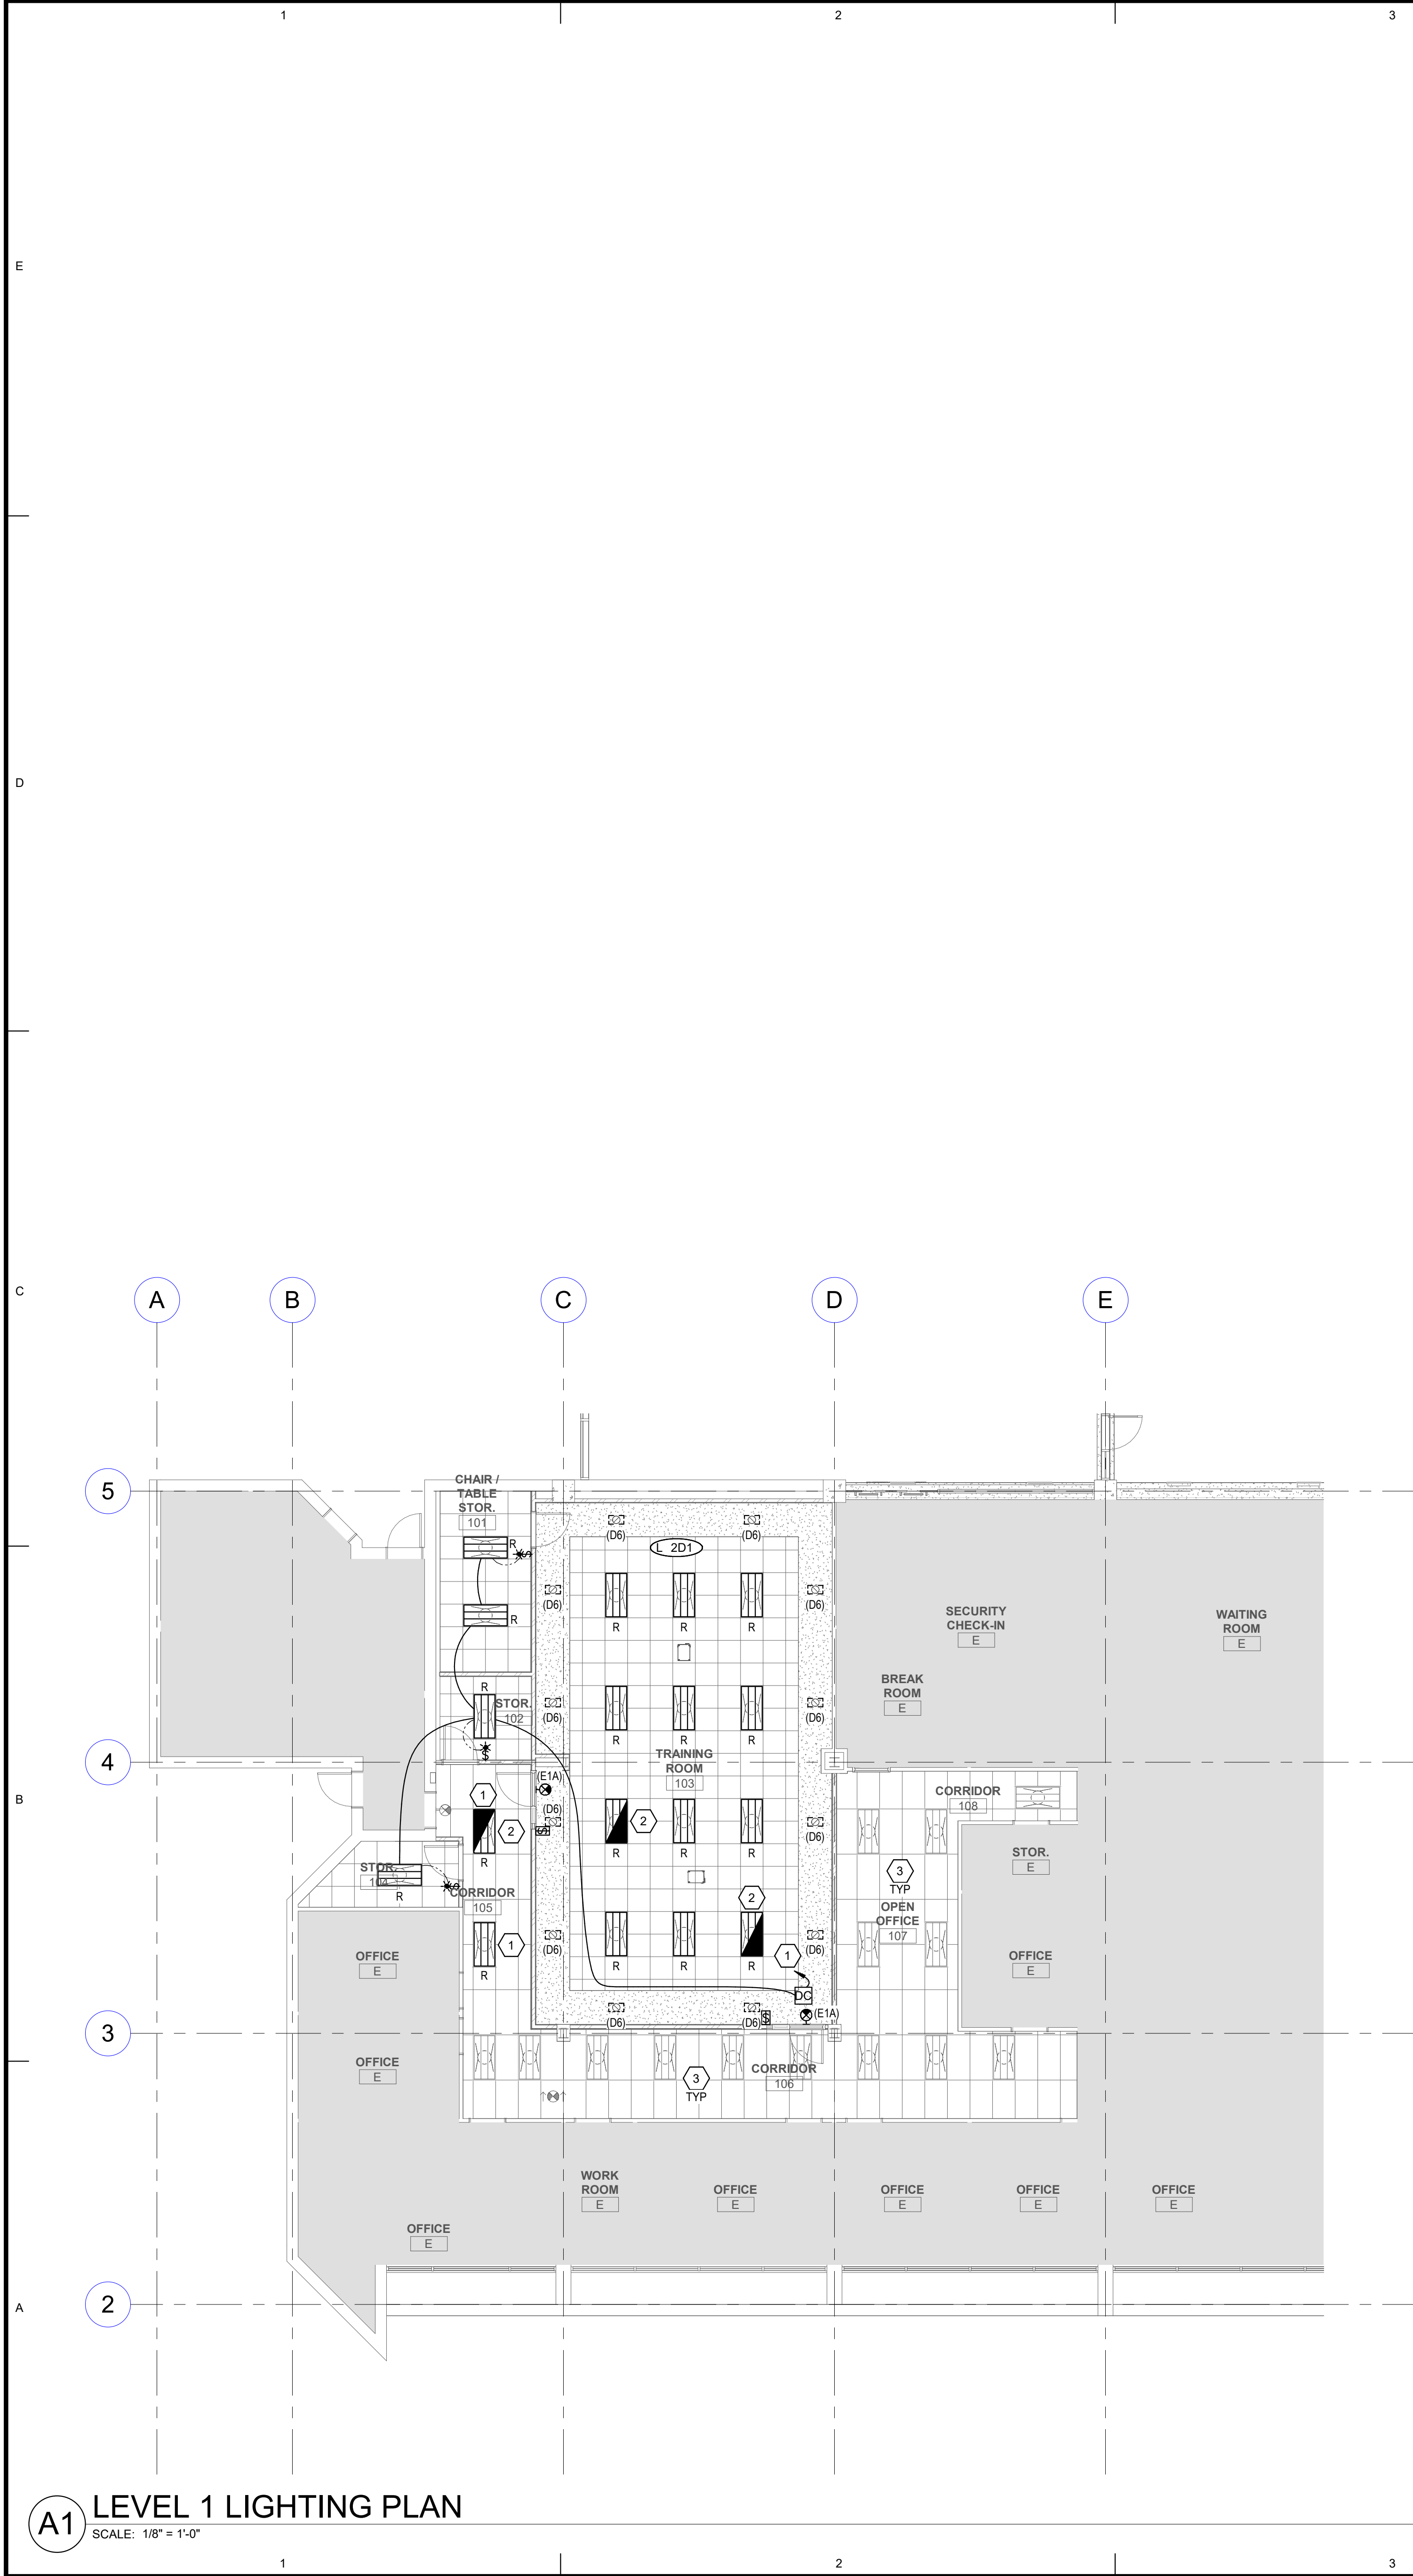 1
2
3
E
D
C
A
B
C
D
E
5
CHAIR /
TABLE
STOR.
101
R
$
R
(D6)
(D6)
L 2D1
(D6)
(D6)
R
R
R
SECURITY
CHECK-IN
E
WAITING
ROOM
E
BREAK
ROOM
E
R
STOR.
102
$
(D6)
(D6)
R
R
R
4
TRAINING
ROOM
103
B
(E1A)
1
2
R
(D6)
$
2
(D6)
R
R
R
CORRIDOR
108
STOR.
E
3
TYP
STOR.
104
R
$
CORRIDOR
105
2
OPEN
OFFICE
107
OFFICE
E
1
R
(D6)
1
(D6)
R
R
R
OFFICE
E
DC
(E1A)
(D6)
(D6)
$
3
OFFICE
E
3
TYP
CORRIDOR
106
WORK
ROOM
E
OFFICE
E
OFFICE
E
OFFICE
E
OFFICE
E
OFFICE
E
A
2
A1
LEVEL 1 LIGHTING PLAN
SCALE: 1/8" = 1'-0"
1
2
3